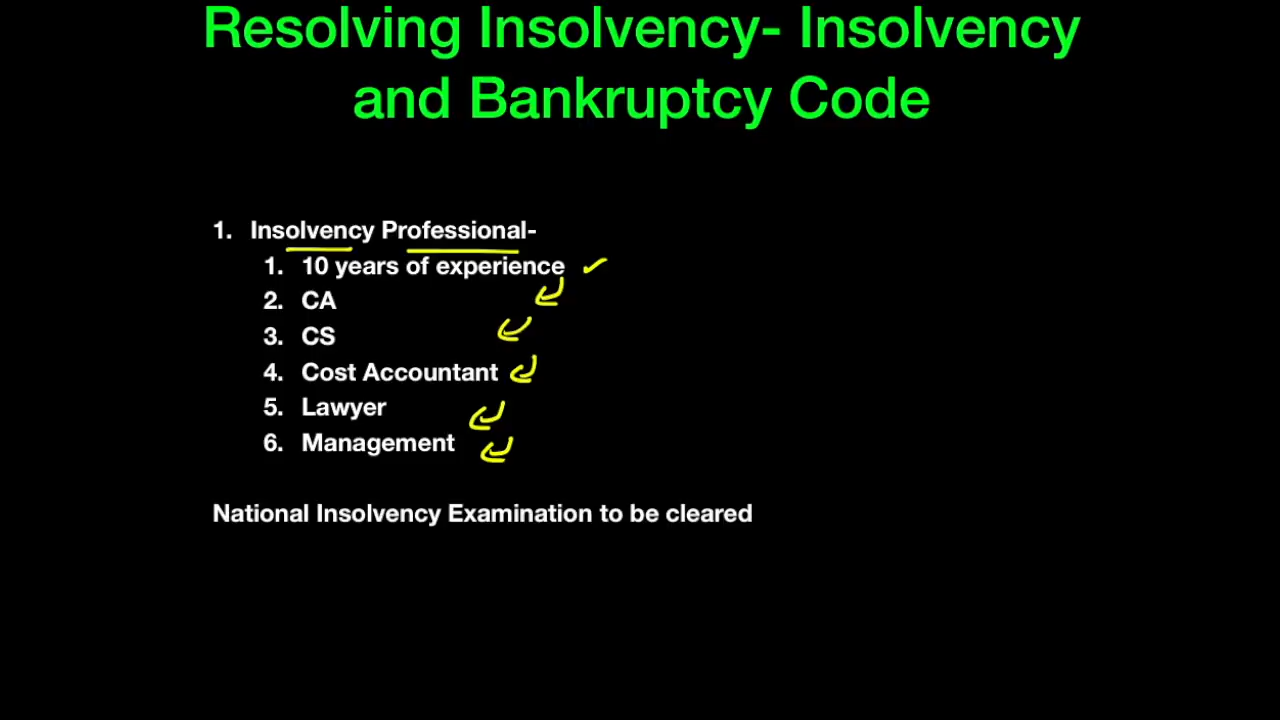 Resolving Insolvency- Insolvency
and Bankruptcy Code
1. Insolvency Professional-
1. 10 years of experience
2. CA
3. CS
4. Cost Accountant
5. Lawyer
6. Management
National Insolvency Examination to be cleared